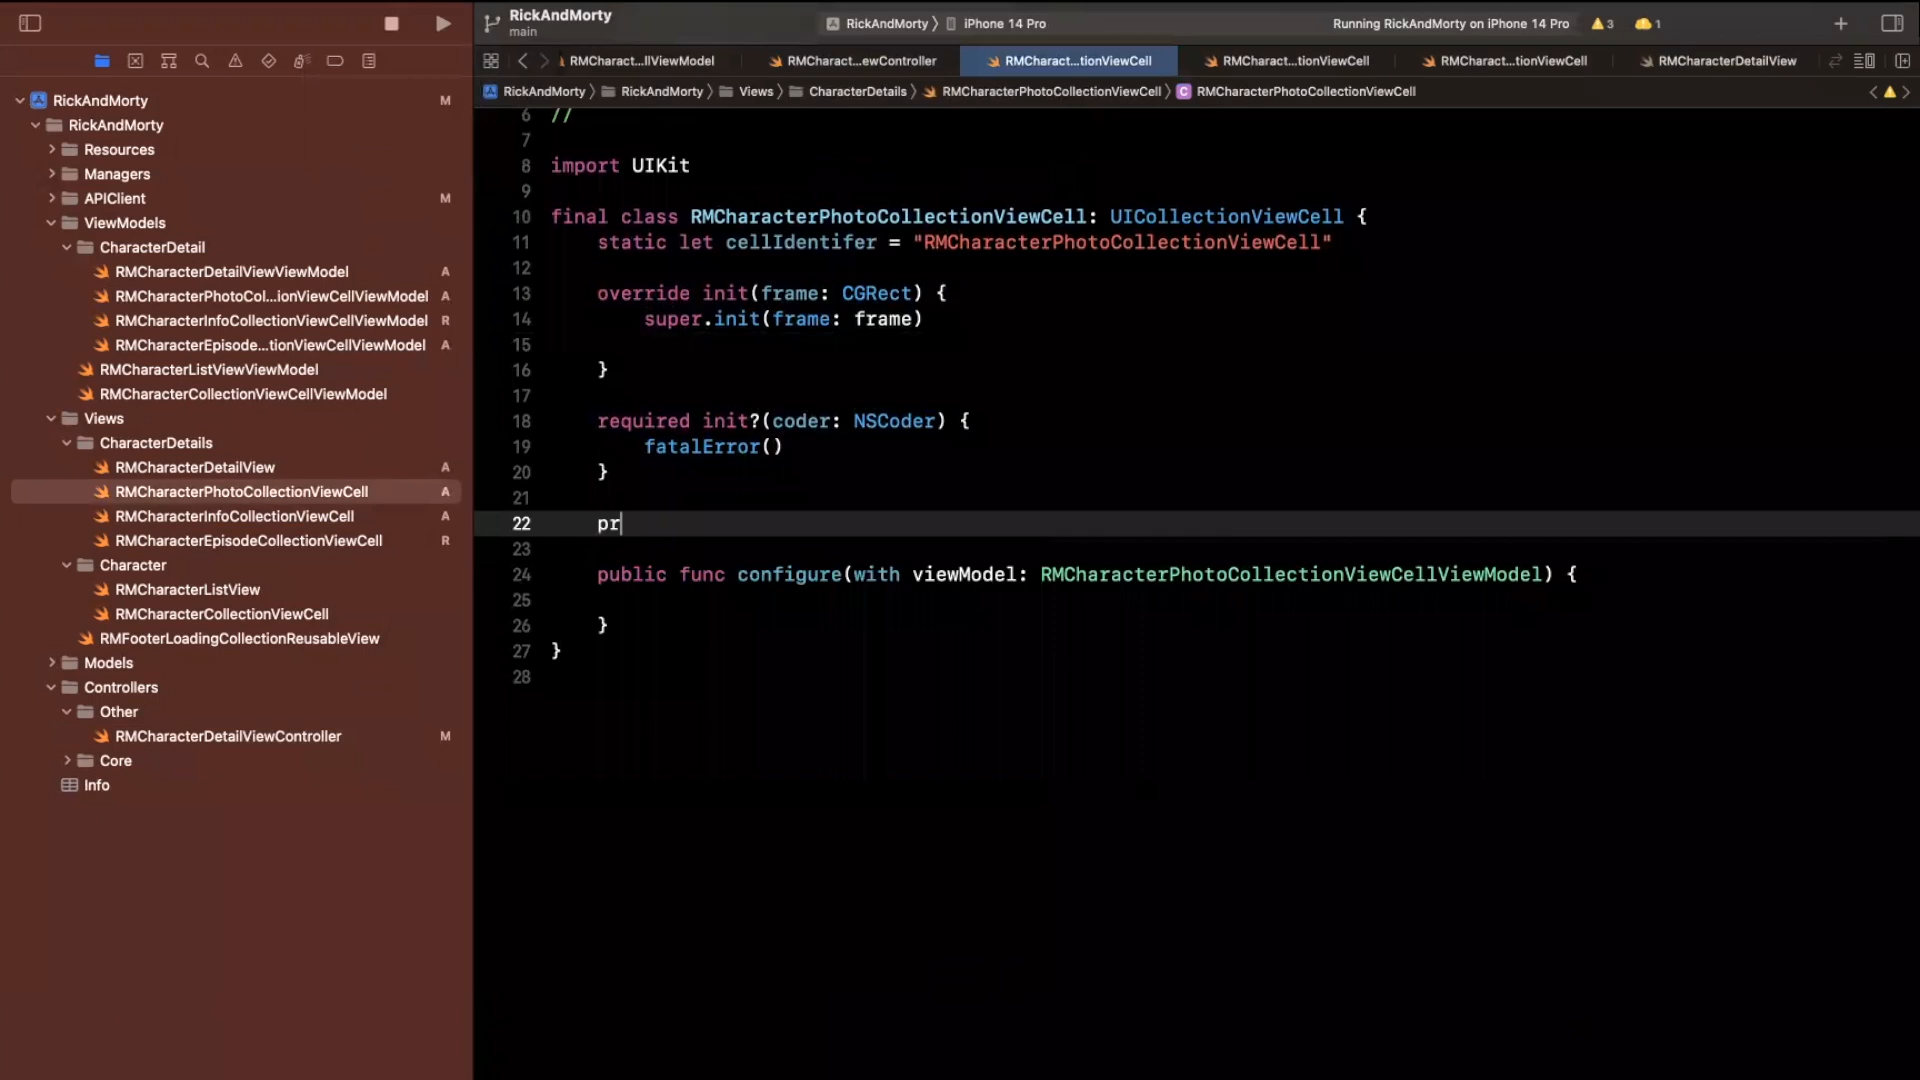 RickAndMorty
main
RickAndMorty
iPhone 14 Pro
Running RickAndMorty on iPhone 14 Pro
3
1
RMCharact...llViewModel
RMCharact...ewController
RMCharact...tionViewCell
RMCharact...tionViewCell
RMCharact...tionViewCell
RMCharacterDetailView
RickAndMorty
RickAndMorty
Views
CharacterDetails
RMCharacterPhotoCollectionViewCell
C RMCharacterPhotoCollectionViewCell
RickAndMorty M
RickAndMorty
Resources
Managers
APIClient M
ViewModels
CharacterDetail
RMCharacterDetailViewViewModel A
RMCharacterPhotoCol...ionViewCellViewModel A
RMCharacterInfoCollectionViewCellViewModel R
RMCharacterEpisode...tionViewCellViewModel A
RMCharacterListViewViewModel
RMCharacterCollectionViewCellViewModel
Views
CharacterDetails
RMCharacterDetailView A
RMCharacterPhotoCollectionViewCell A
RMCharacterInfoCollectionViewCell A
RMCharacterEpisodeCollectionViewCell R
Character
RMCharacterListView
RMCharacterCollectionViewCell
RMFooterLoadingCollectionReusableView
Models
Controllers
Other
RMCharacterDetailViewController M
Core
Info
6 //
7
8 import UIKit
9
10 final class RMCharacterPhotoCollectionViewCell: UICollectionViewCell {
11 static let cellIdentifer = "RMCharacterPhotoCollectionViewCell"
12
13 override init(frame: CGRect) {
14 super.init(frame: frame)
15
16 }
17
18 required init?(coder: NSCoder) {
19 fatalError()
20 }
21
22 pr
23
24 public func configure(with viewModel: RMCharacterPhotoCollectionViewCellViewModel) {
25
26 }
27 }
28